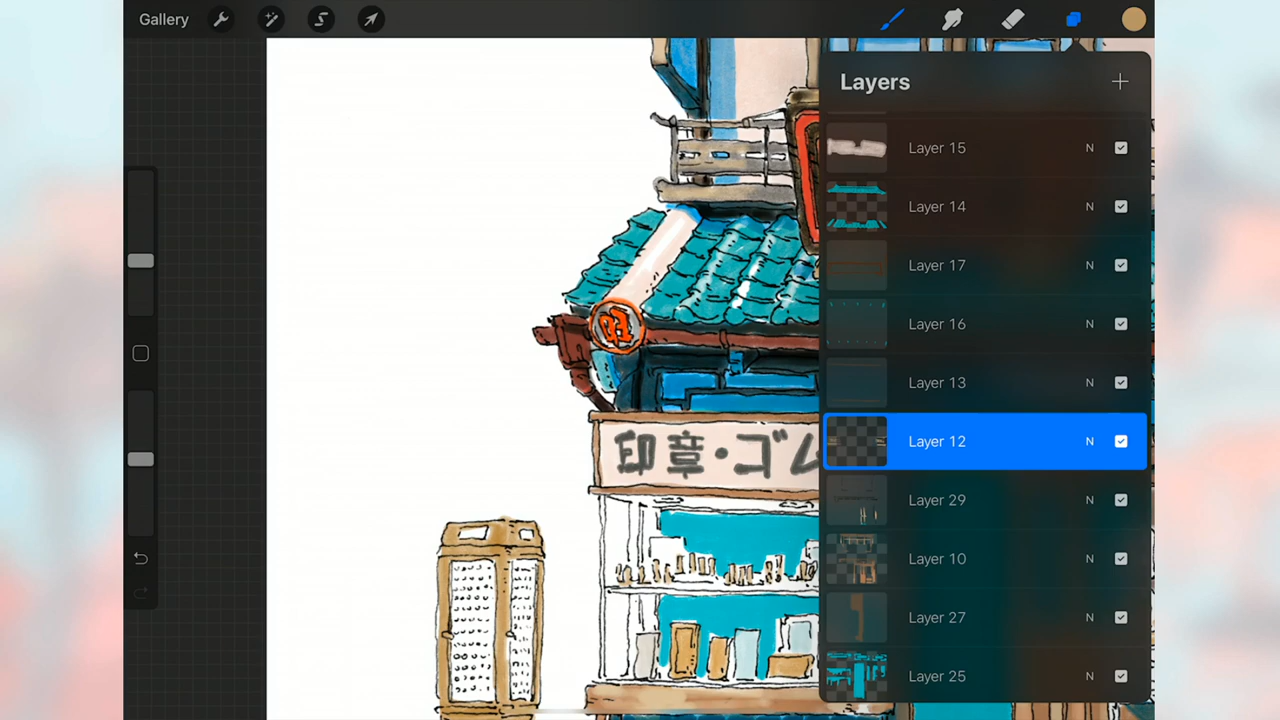 Gallery
Layers
Layer 15 N
Layer 14 N
Layer 17 N
Layer 16 N
Layer 13 N
Layer 12 N
Layer 29 N
Layer 10 N
Layer 27 N
Layer 25 N
印章・ゴム